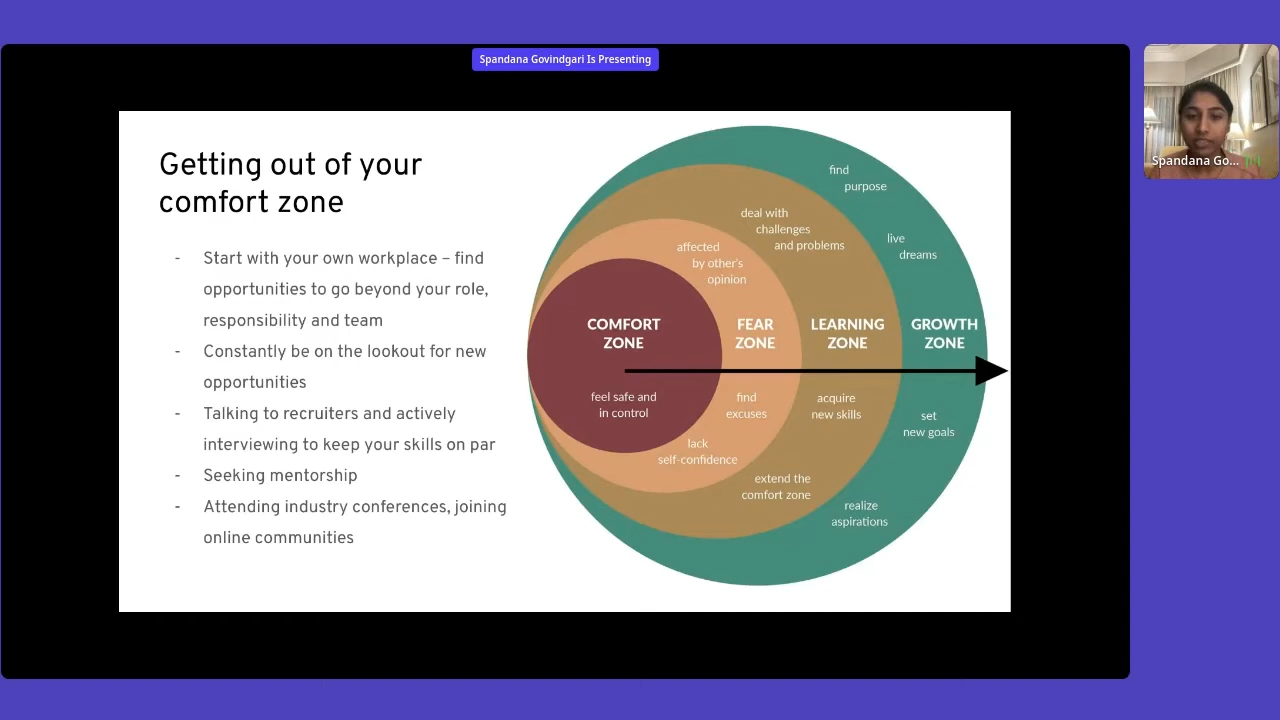 Spandana Govindgari Is Presenting
Spandana Go...
Getting out of your
comfort zone
- Start with your own workplace – find
opportunities to go beyond your role,
responsibility and team
- Constantly be on the lookout for new
opportunities
- Talking to recruiters and actively
interviewing to keep your skills on par
- Seeking mentorship
- Attending industry conferences, joining
online communities
COMFORT
ZONE
feel safe and
in control
affected
by other's
opinion
FEAR
ZONE
find
excuses
lack
self-confidence
deal with
challenges
and problems
LEARNING
ZONE
acquire
new skills
extend the
comfort zone
find
purpose
live
dreams
GROWTH
ZONE
set
new goals
realize
aspirations